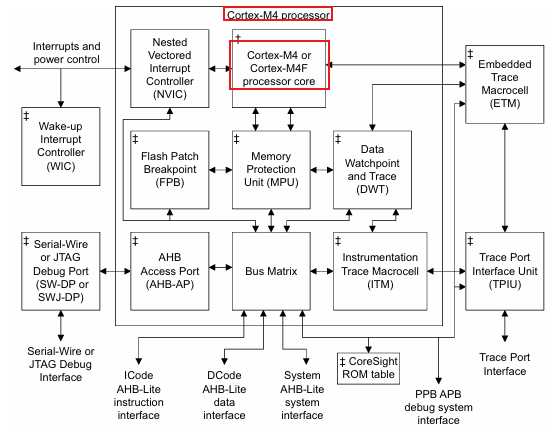 Cortex-M4 processor
Interrupts and
power control
Nested
Vectored
Interrupt
Controller
(NVIC)
‡
Cortex-M4 or
Cortex-M4F
processor core
‡
Embedded
Trace
Macrocell
(ETM)
‡
Wake-up
Interrupt
Controller
(WIC)
‡
Flash Patch
Breakpoint
(FPB)
‡
Memory
Protection
Unit (MPU)
‡
Data
Watchpoint
and Trace
(DWT)
‡
Serial-Wire
or JTAG
Debug Port
(SW-DP or
SWJ-DP)
‡
AHB
Access Port
(AHB-AP)
Bus Matrix
‡
Instrumentation
Trace Macrocell
(ITM)
‡
Trace Port
Interface Unit
(TPIU)
Serial-Wire or
JTAG Debug
Interface
ICode
AHB-Lite
instruction
interface
DCode
AHB-Lite
data
interface
System
AHB-Lite
system
interface
‡ CoreSight
ROM table
PPB APB
debug system
interface
Trace Port
Interface